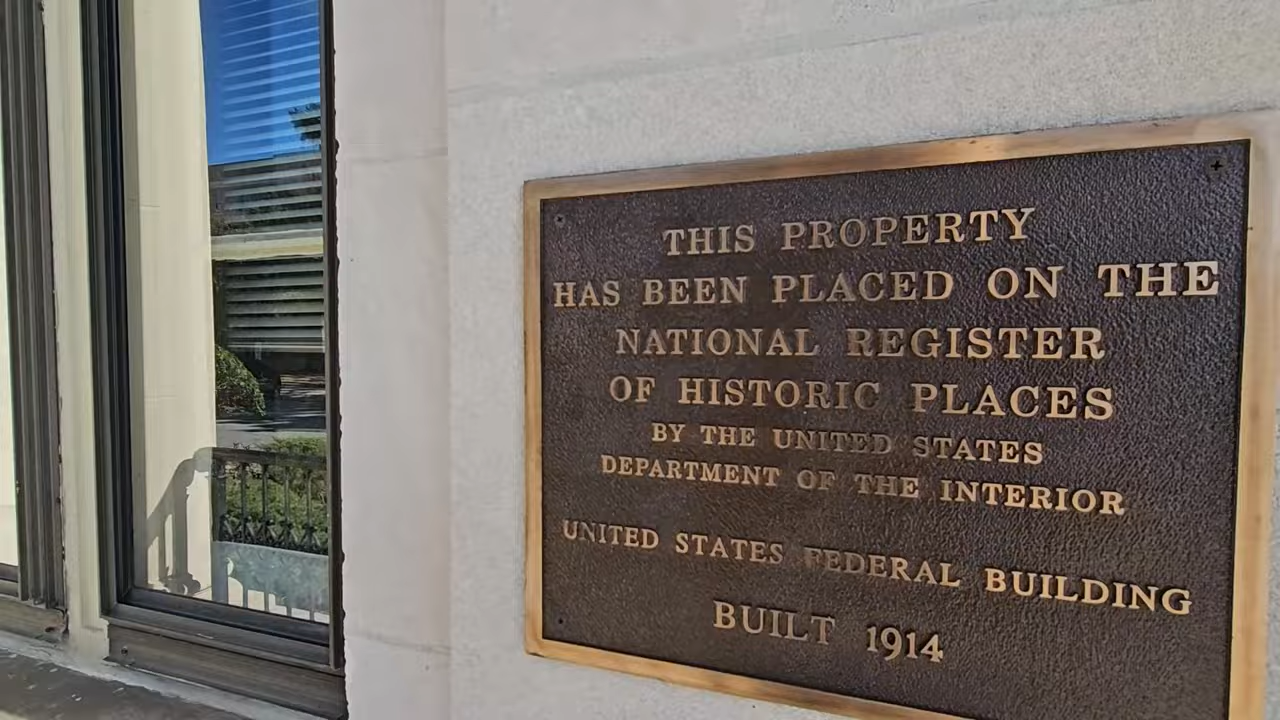 THIS PROPERTY
HAS BEEN PLACED ON THE
NATIONAL REGISTER
OF HISTORIC PLACES
BY THE UNITED STATES
DEPARTMENT OF THE INTERIOR
UNITED STATES FEDERAL BUILDING
BUILT 1914